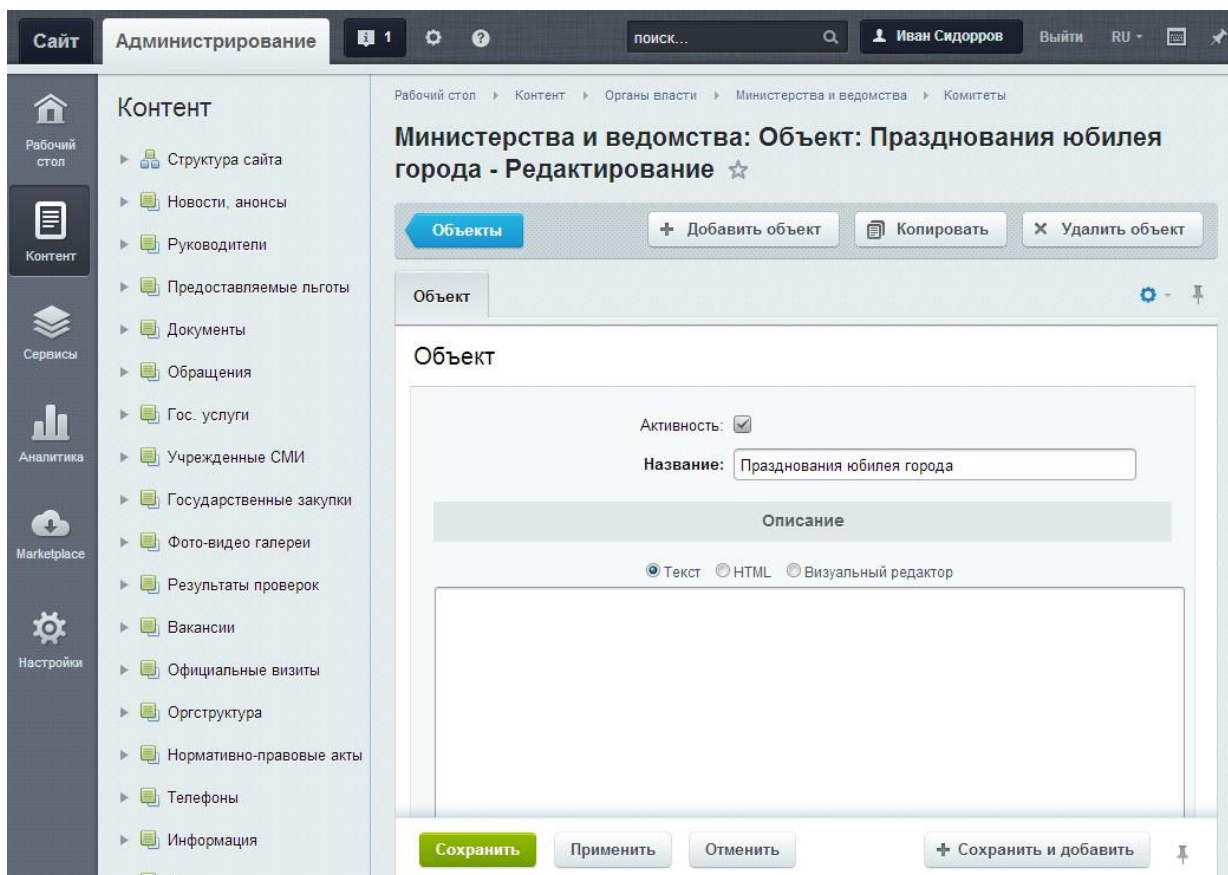 Сайт
Администрирование
1
поиск...
Иван Сидорров
Выйти
RU
Рабочий стол
Контент
Сервисы
Аналитика
Marketplace
Настройки
Контент
Структура сайта
Новости, анонсы
Руководители
Предоставляемые льготы
Документы
Обращения
Гос. услуги
Учрежденные СМИ
Государственные закупки
Фото-видео галереи
Результаты проверок
Вакансии
Официальные визиты
Оргструктура
Нормативно-правовые акты
Телефоны
Информация
Рабочий стол Контент Органы власти Министерства и ведомства Комитеты
Министерства и ведомства: Объект: Празднования юбилея
города - Редактирование
Объекты
Добавить объект
Копировать
Удалить объект
Объект
Объект
Активность:
Название: Празднования юбилея города
Описание
Текст HTML Визуальный редактор
Сохранить
Применить
Отменить
Сохранить и добавить